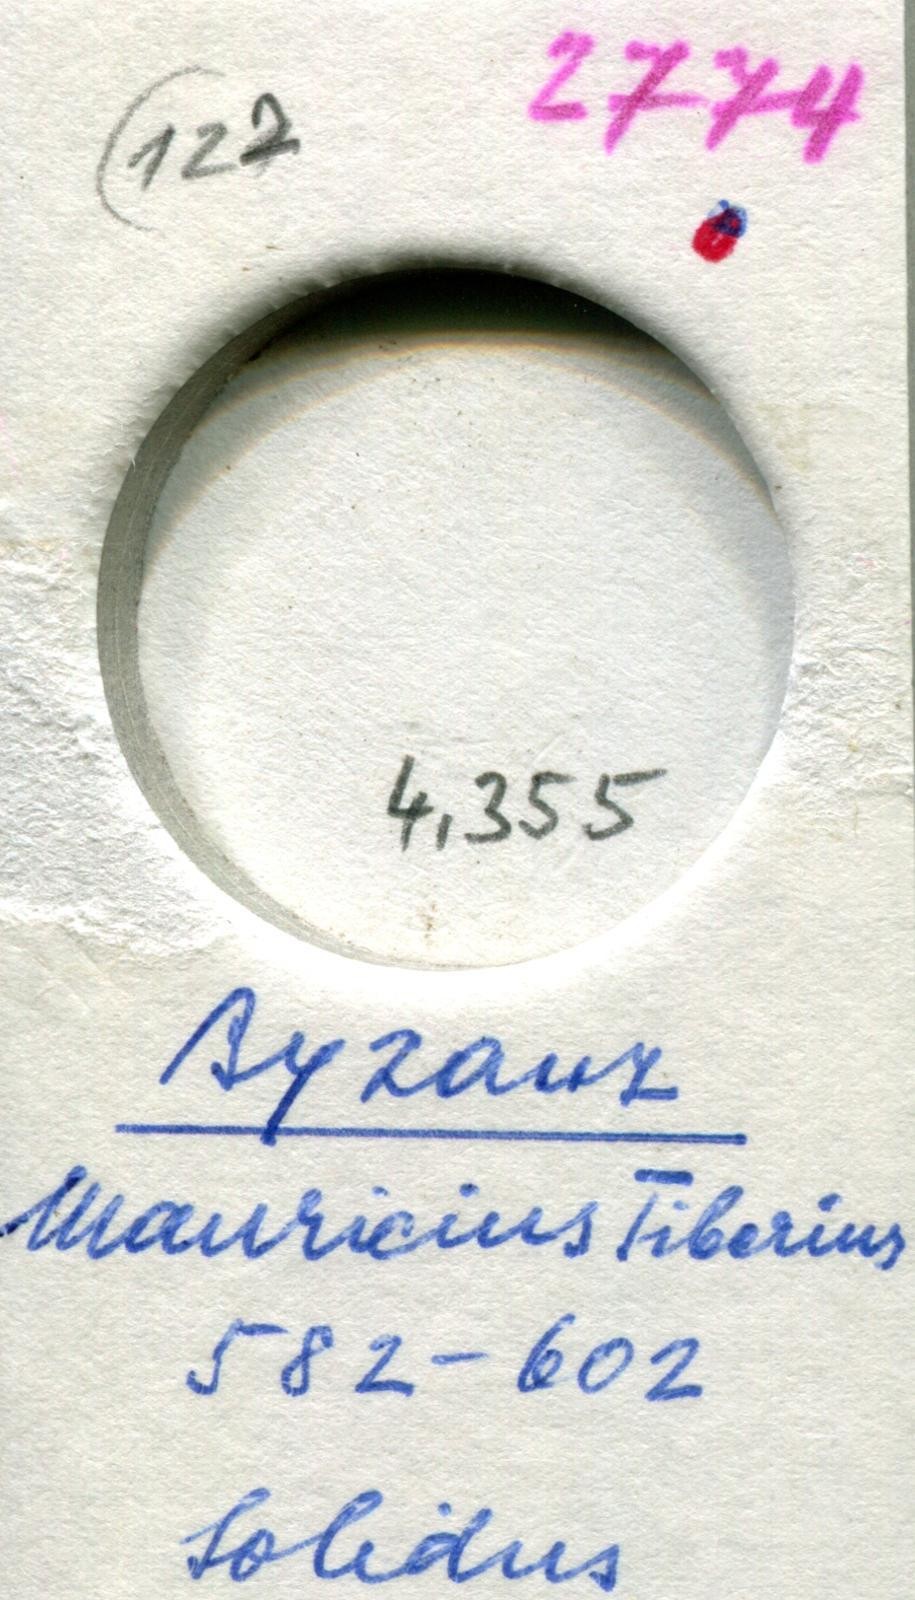 2774
(127
4,355
Byzanz
Mauricius Tiberius
582-602
Solidus